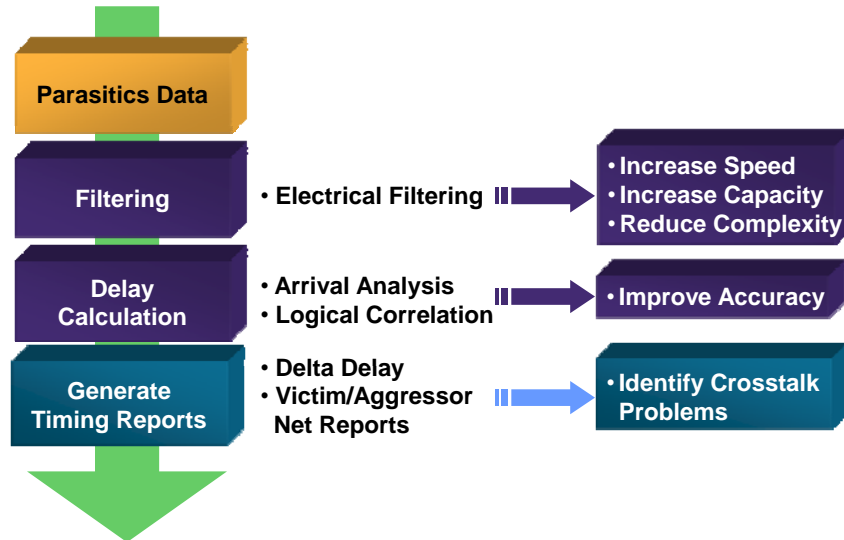 Parasitics Data
Filtering
• Electrical Filtering
• Increase Speed
• Increase Capacity
• Reduce Complexity
Delay
Calculation
• Arrival Analysis
• Logical Correlation
• Improve Accuracy
Generate
Timing Reports
• Delta Delay
• Victim/Aggressor
Net Reports
• Identify Crosstalk
Problems